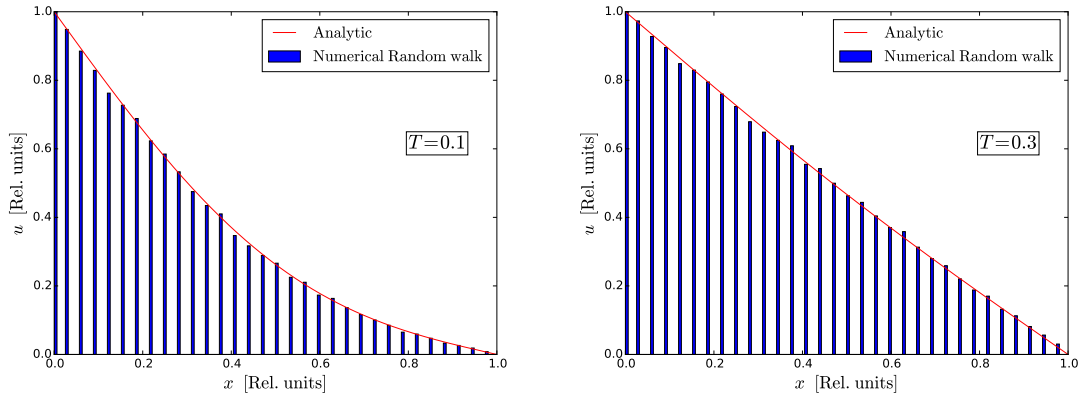 Analytic
Numerical Random walk
T=0.1
u [Rel. units]
1.0
0.8
0.6
0.4
0.2
0.0
0.0 0.2 0.4 0.6 0.8 1.0
x [Rel. units]
Analytic
Numerical Random walk
T=0.3
u [Rel. units]
1.0
0.8
0.6
0.4
0.2
0.0
0.0 0.2 0.4 0.6 0.8 1.0
x [Rel. units]